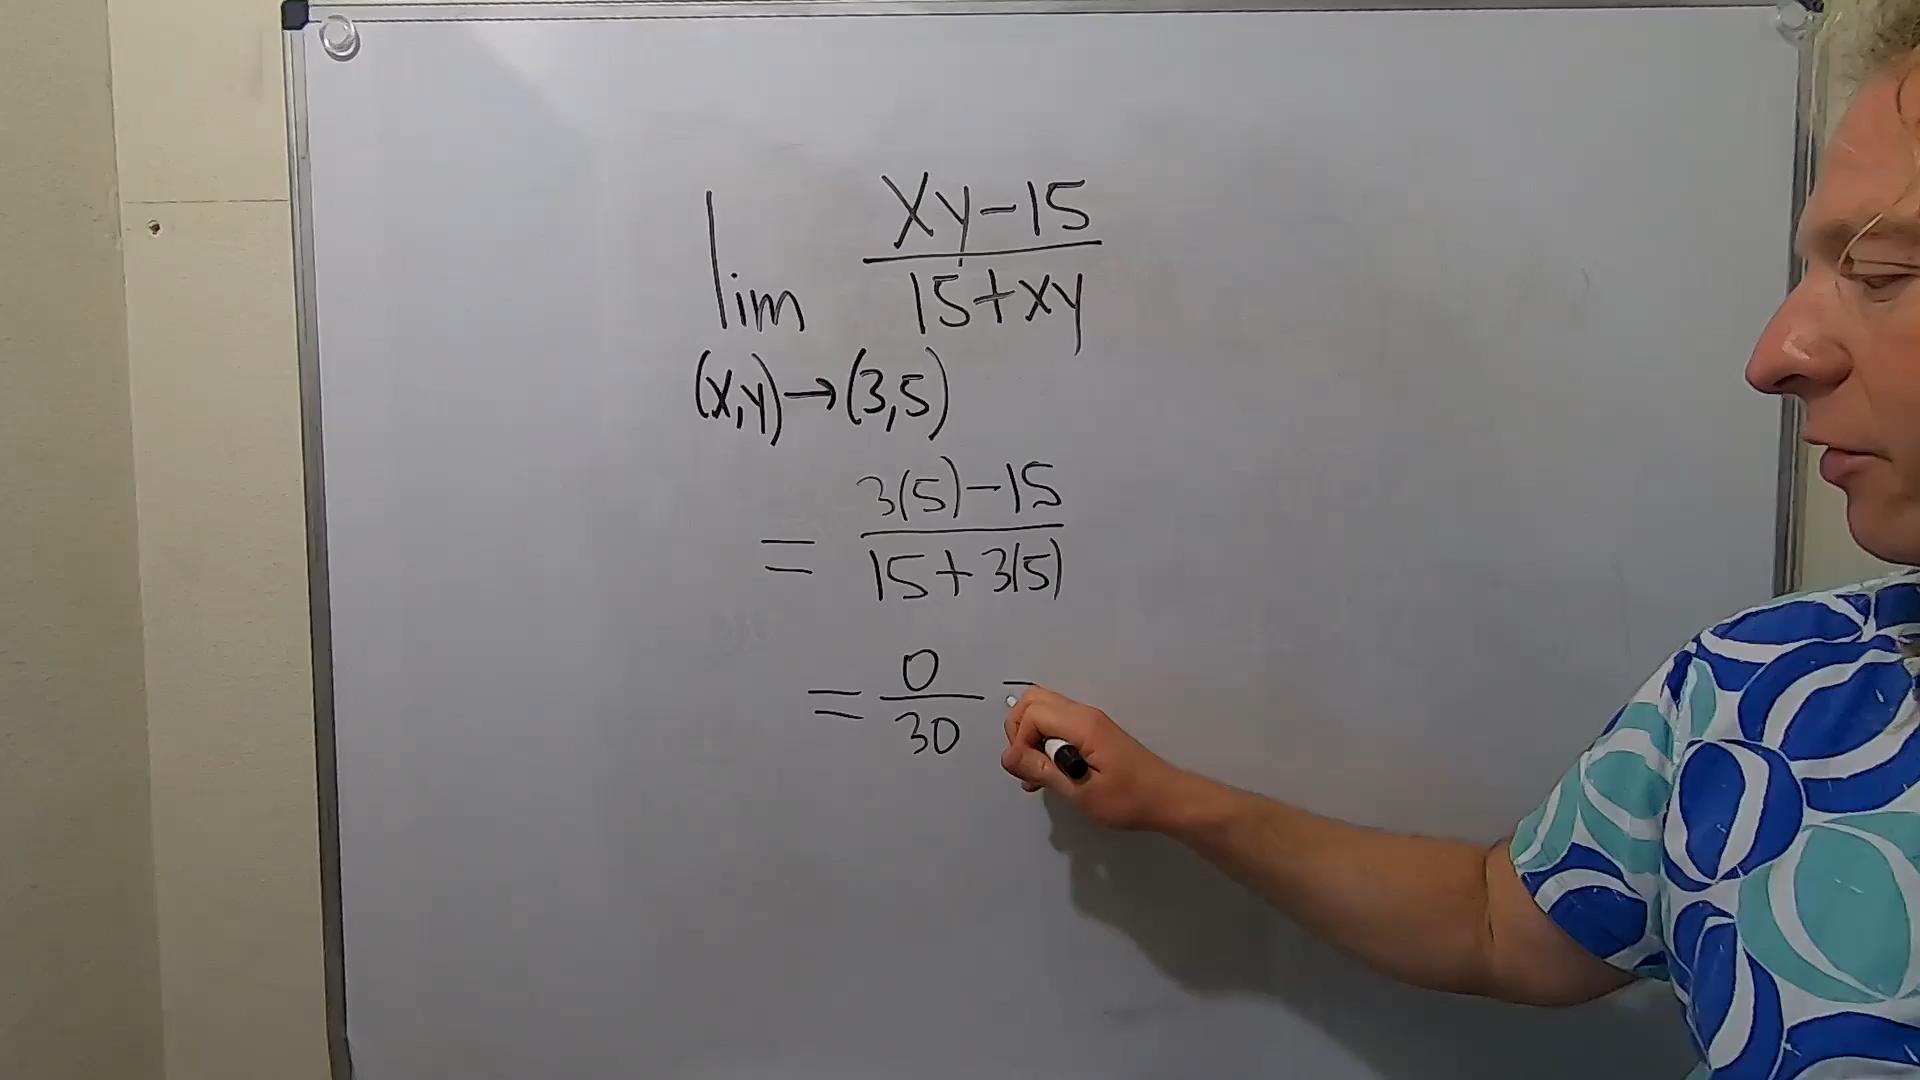 lim xy-15
15+xy
(x,y)→(3,5)
= 3(5)-15
15+3(5)
= 0 =
30